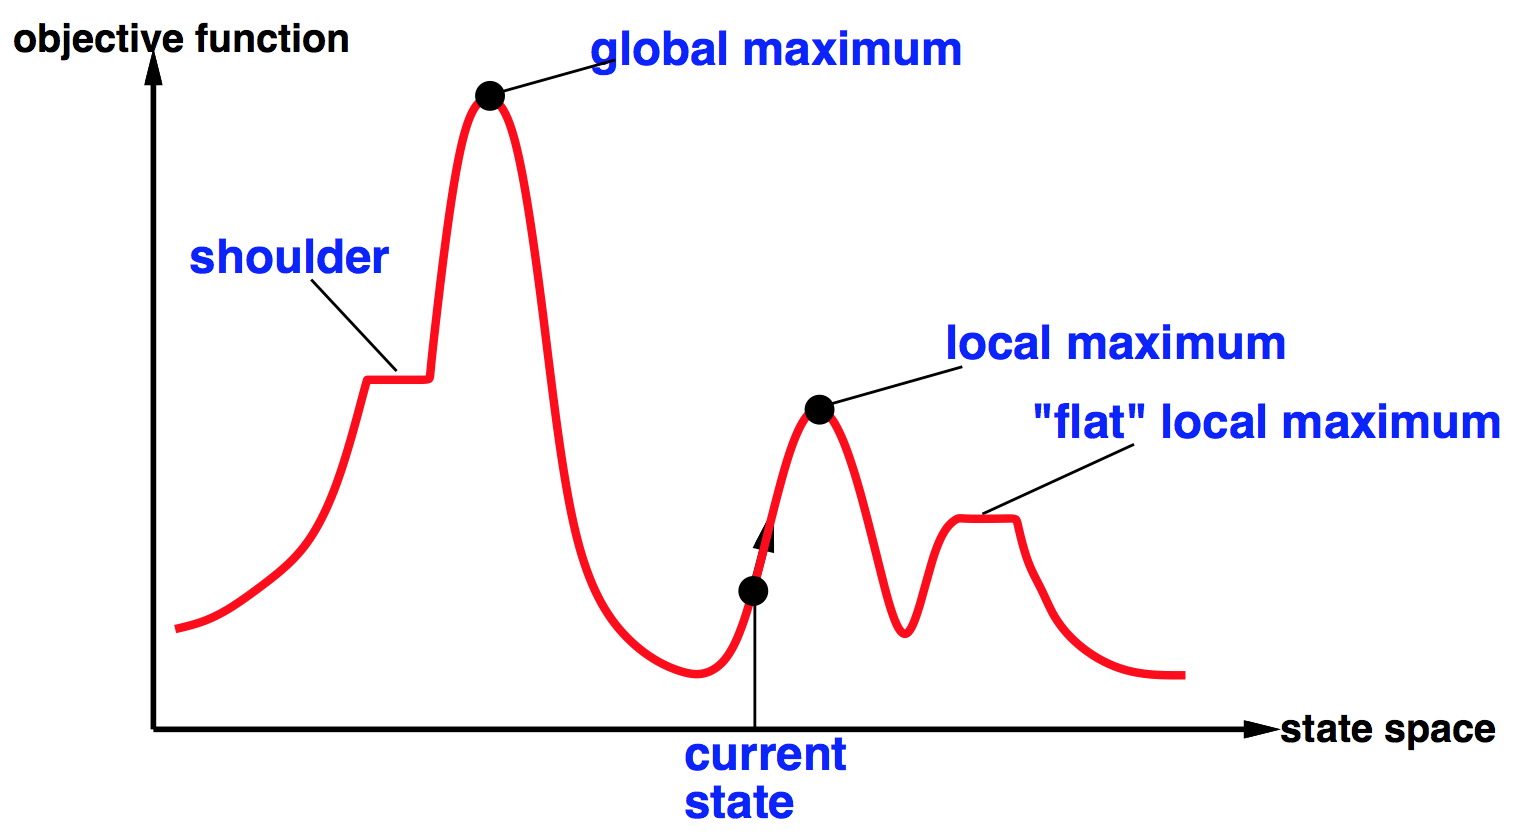 objective function
global maximum
shoulder
local maximum
"flat" local maximum
state space
current
state